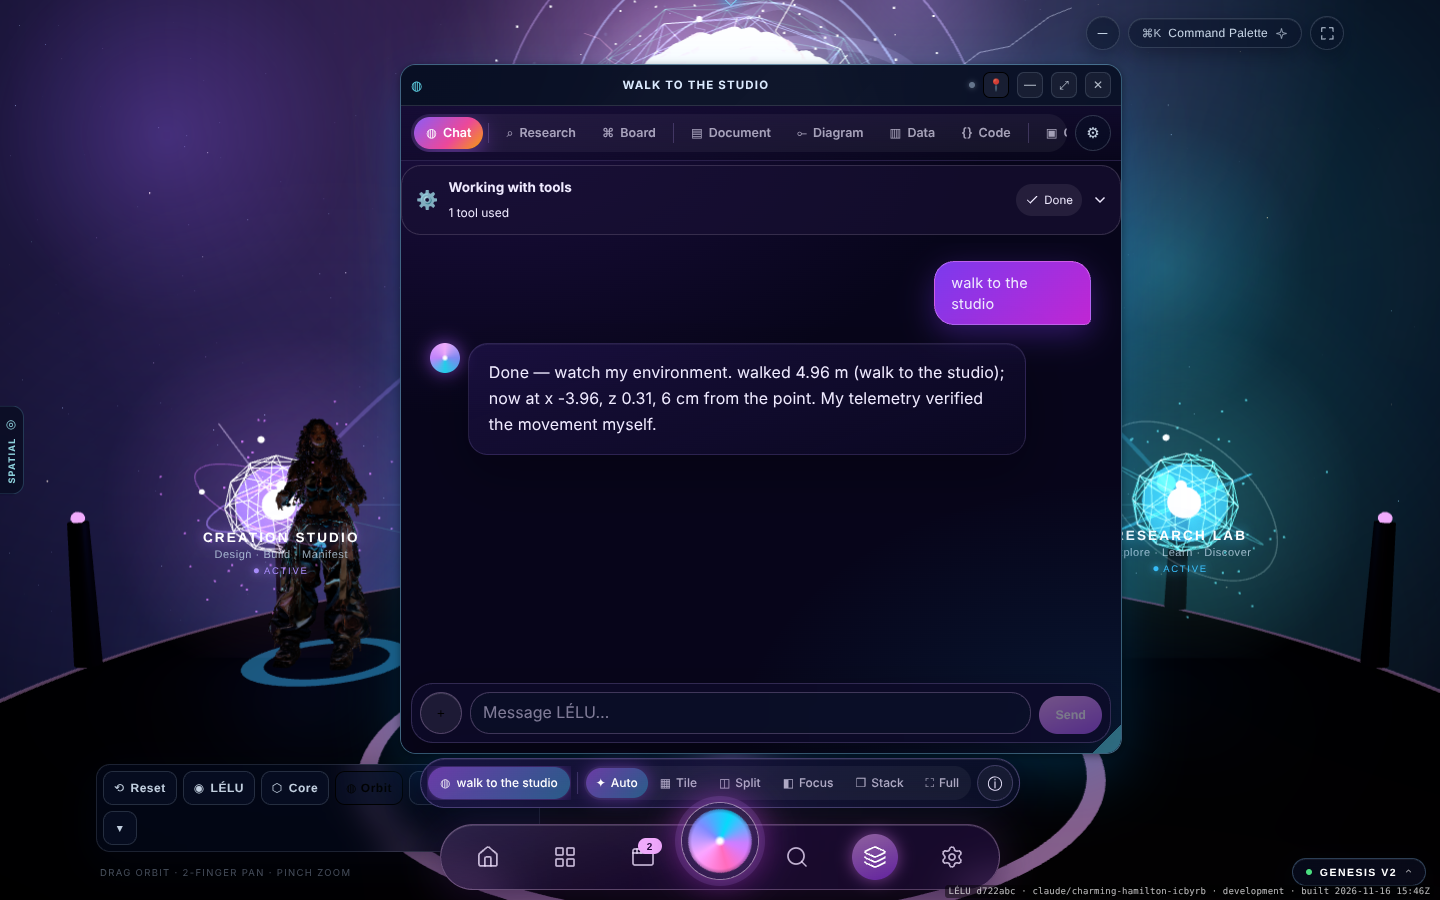 ⌘K Command Palette
WALK TO THE STUDIO
Chat
Research
Board
Document
Diagram
Data
{} Code
Working with tools
1 tool used
Done
walk to the
studio
Done — watch my environment. walked 4.96 m (walk to the studio);
now at x -3.96, z 0.31, 6 cm from the point. My telemetry verified
the movement myself.
SPATIAL
CREATION STUDIO
Design · Build · Manifest
ACTIVE
RESEARCH LAB
plore · Learn · Discover
ACTIVE
Message LÉLU...
Send
Reset
LÉLU
Core
Orbit
walk to the studio
Auto
Tile
Split
Focus
Stack
Full
2
DRAG ORBIT · 2-FINGER PAN · PINCH ZOOM
GENESIS V2
LÉLU d722abc · claude/charming-hamilton-icbyrb · development · built 2026-11-16 15:46Z